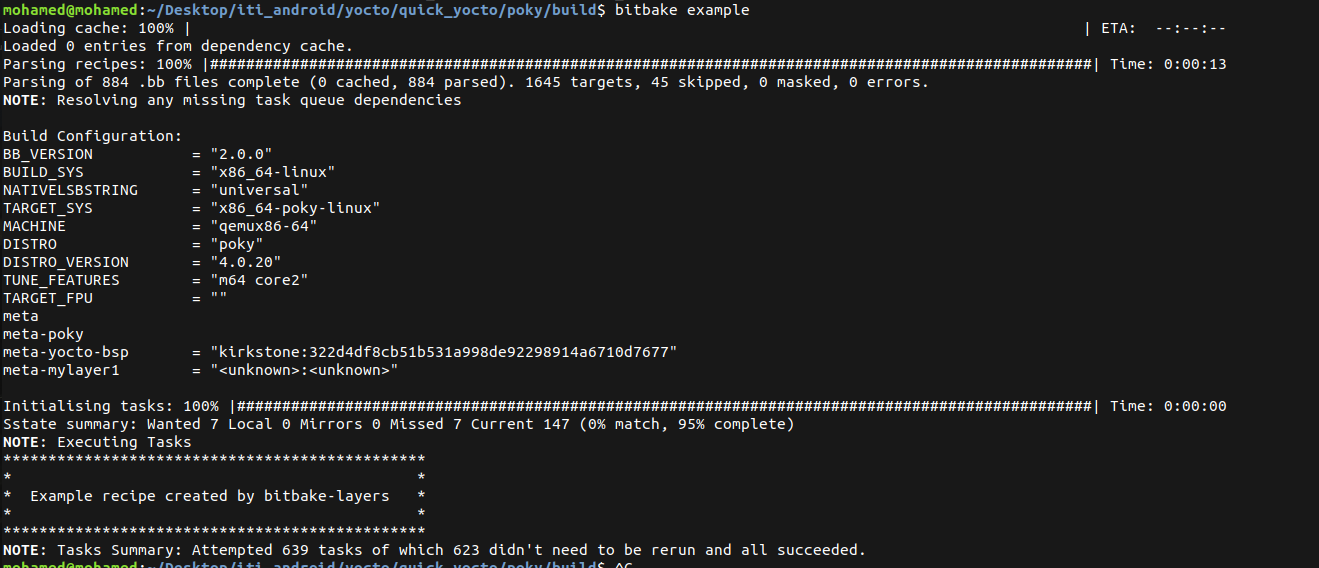 mohamed@mohamed:~/Desktop/iti_android/yocto/quick_yocto/poky/build$ bitbake example
Loading cache: 100% |                                                                                                    | ETA:  --:--:--
Loaded 0 entries from dependency cache.
Parsing recipes: 100% |##################################################################################################| Time: 0:00:13
Parsing of 884 .bb files complete (0 cached, 884 parsed). 1645 targets, 45 skipped, 0 masked, 0 errors.
NOTE: Resolving any missing task queue dependencies

Build Configuration:
BB_VERSION           = "2.0.0"
BUILD_SYS            = "x86_64-linux"
NATIVELSBSTRING      = "universal"
TARGET_SYS           = "x86_64-poky-linux"
MACHINE              = "qemux86-64"
DISTRO               = "poky"
DISTRO_VERSION       = "4.0.20"
TUNE_FEATURES        = "m64 core2"
TARGET_FPU           = ""
meta
meta-poky
meta-yocto-bsp       = "kirkstone:322d4df8cb51b531a998de92298914a6710d7677"
meta-mylayer1        = "<unknown>:<unknown>"

Initialising tasks: 100% |###############################################################################################| Time: 0:00:00
Sstate summary: Wanted 7 Local 0 Mirrors 0 Missed 7 Current 147 (0% match, 95% complete)
NOTE: Executing Tasks
***********************************************
*                                             *
*  Example recipe created by bitbake-layers   *
*                                             *
***********************************************
NOTE: Tasks Summary: Attempted 639 tasks of which 623 didn't need to be rerun and all succeeded.
mohamed@mohamed:~/Desktop/iti_android/yocto/quick_yocto/poky/build$ ^C